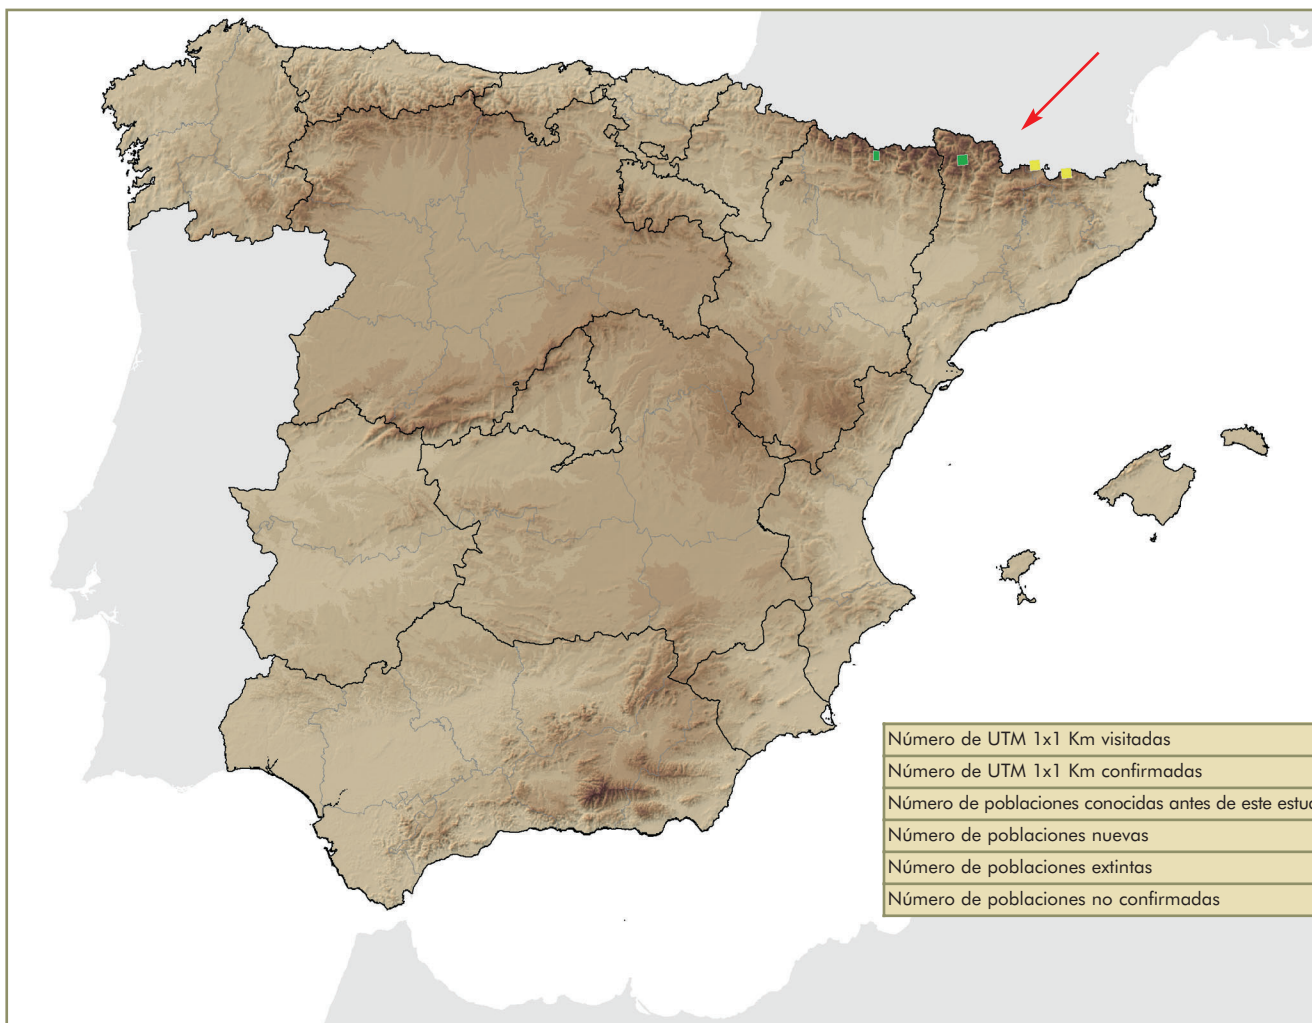 Número de UTM 1x1 Km visitadas
Número de UTM 1x1 Km confirmadas
Número de poblaciones conocidas antes de este
Número de poblaciones nuevas
Número de poblaciones extintas
Número de poblaciones no confirmadas